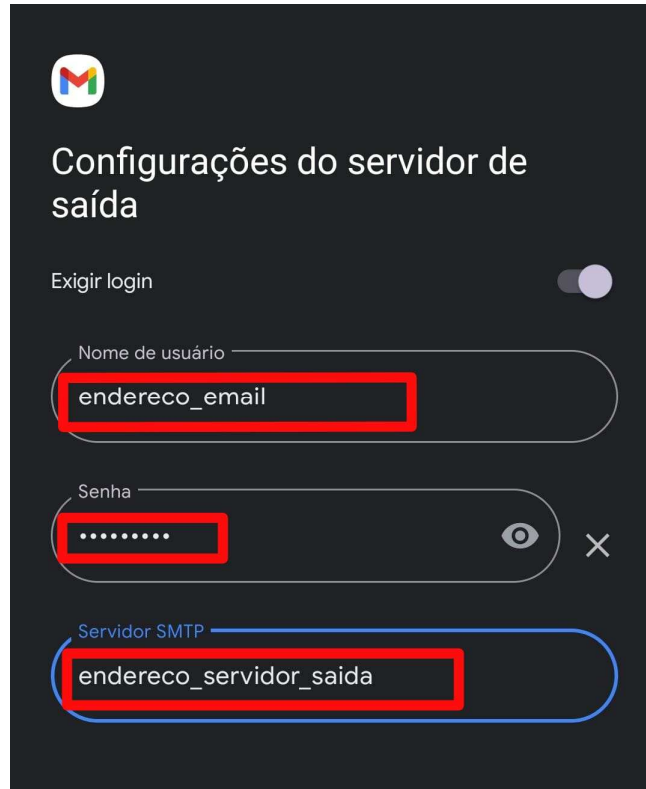 Configurações do servidor de
saída
Exigir login
Nome de usuário
endereco_email
Senha
•••••••••
Servidor SMTP
endereco_servidor_saida